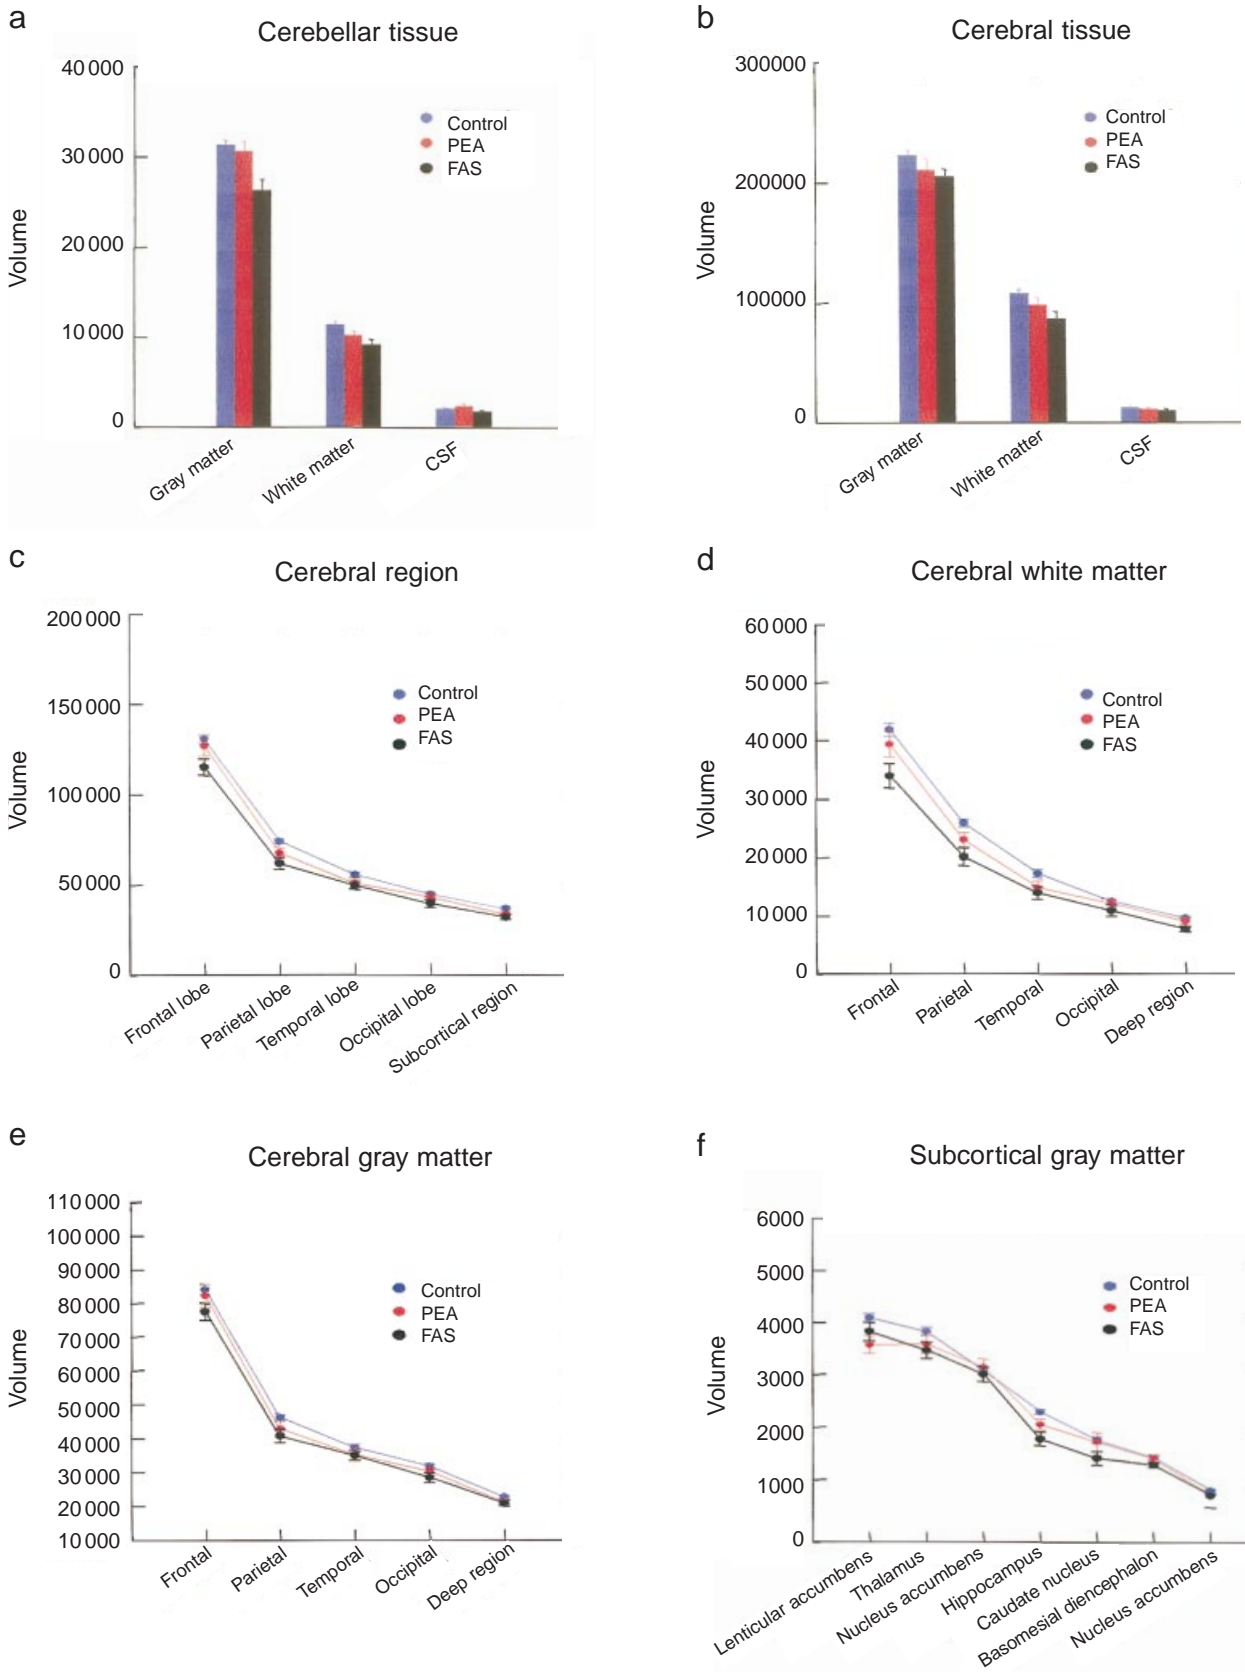 a
Cerebellar tissue
40 000
30 000
20 000
10 000
0
Volume
Control
PEA
FAS
Gray matter
White matter
CSF
b
Cerebral tissue
300000
200000
100000
0
Volume
Control
PEA
FAS
Gray matter
White matter
CSF
c
Cerebral region
200 000
150 000
100 000
50 000
0
Volume
Control
PEA
FAS
Frontal lobe
Parietal lobe
Temporal lobe
Occipital lobe
Subcortical region
d
Cerebral white matter
60 000
50 000
40 000
30 000
20 000
10 000
0
Volume
Control
PEA
FAS
Frontal
Parietal
Temporal
Occipital
Deep region
e
Cerebral gray matter
110 000
100 000
90 000
80 000
70 000
60 000
50 000
40 000
30 000
20 000
10 000
Volume
Control
PEA
FAS
Frontal
Parietal
Temporal
Occipital
Deep region
f
Subcortical gray matter
6000
5000
4000
3000
2000
1000
0
Volume
Control
PEA
FAS
Lenticular accumbens
Thalamus
Nucleus accumbens
Hippocampus
Caudate nucleus
Basomesial diencephalon
Nucleus accumbens